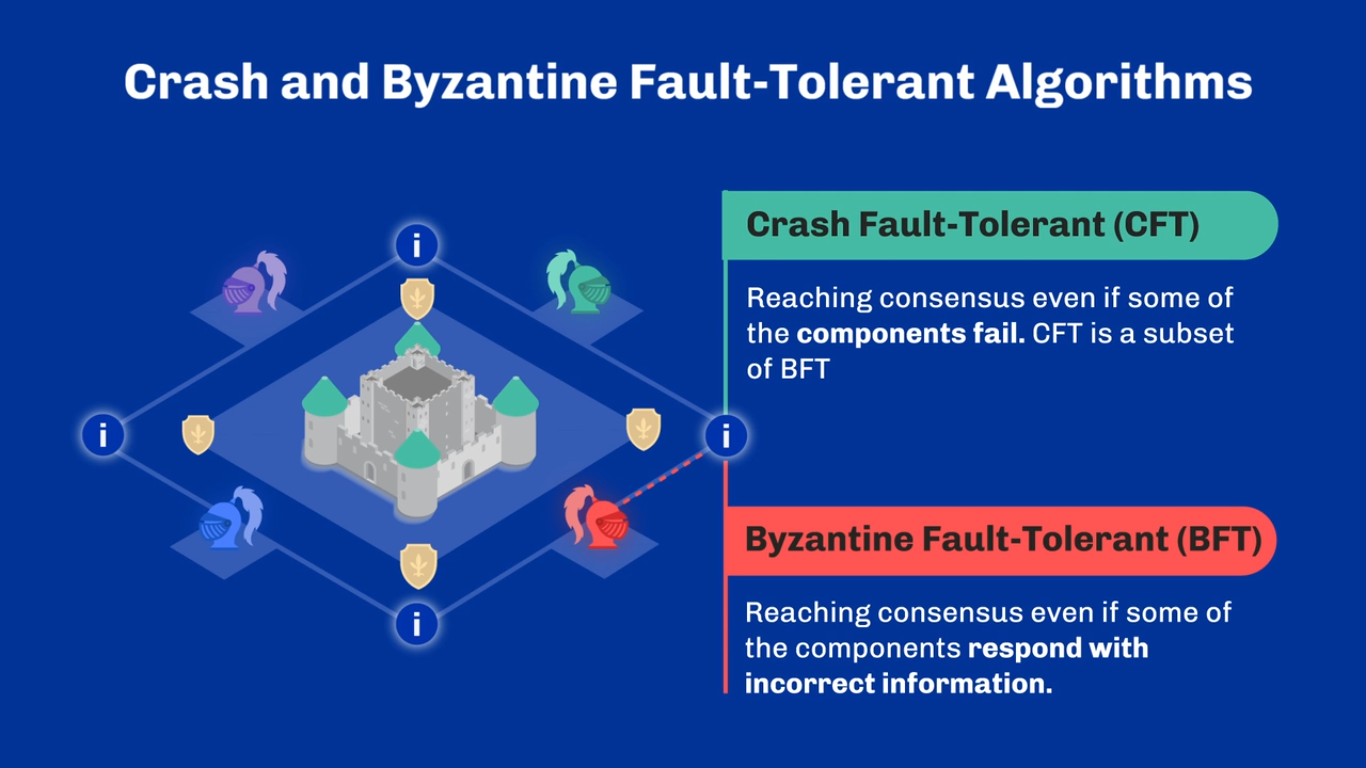 Crash and Byzantine Fault-Tolerant Algorithms
i
i
i
i
Crash Fault-Tolerant (CFT)
Reaching consensus even if some of
the components fail. CFT is a subset
of BFT
Byzantine Fault-Tolerant (BFT)
Reaching consensus even if some of
the components respond with
incorrect information.